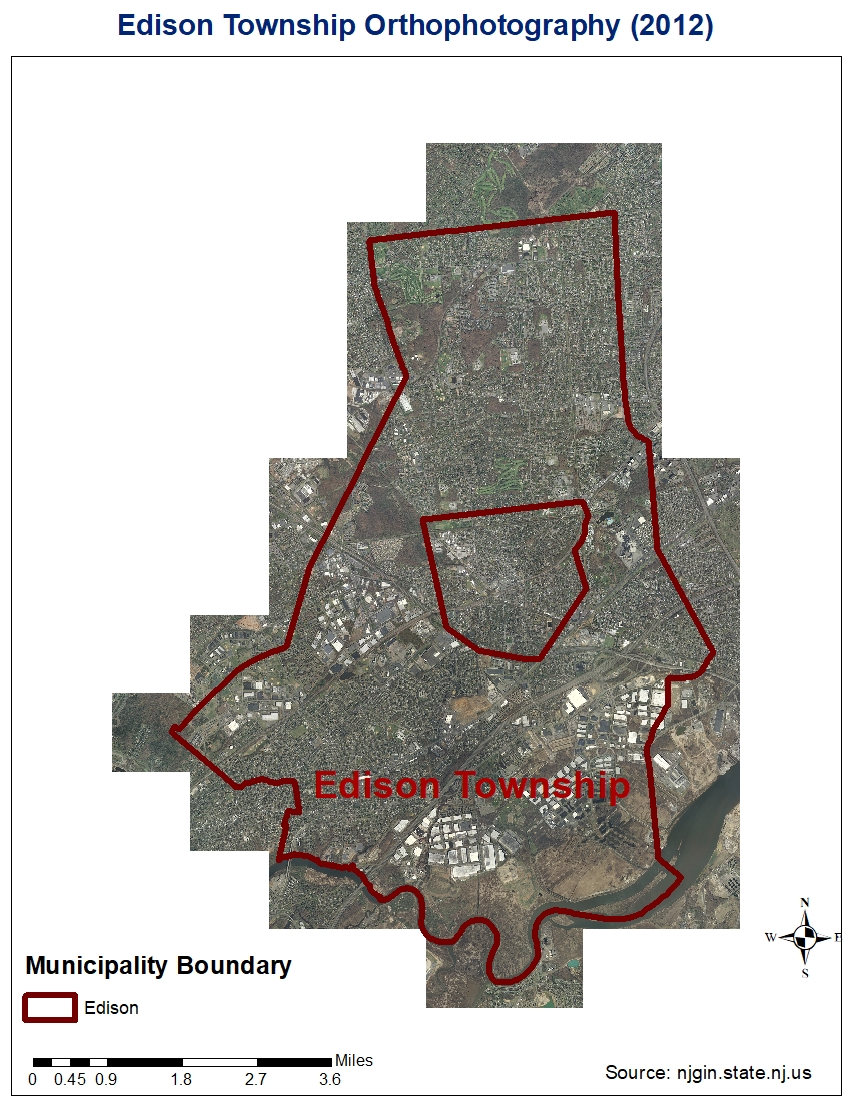 Edison Township Orthophotography (2012)
Edison Township
N
W E
S
Municipality Boundary
Edison
Miles
0 0.45 0.9 1.8 2.7 3.6
Source: njgin.state.nj.us